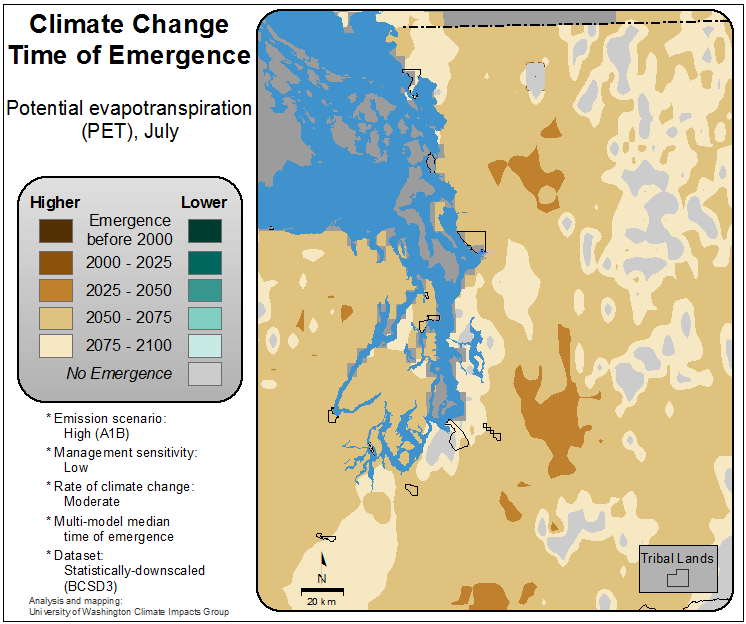 Climate Change
Time of Emergence
Potential evapotranspiration
(PET), July
Higher
Lower
Emergence
before 2000
2000 - 2025
2025 - 2050
2050 - 2075
2075 - 2100
No Emergence
* Emission scenario:
High (A1B)
* Management sensitivity:
Low
* Rate of climate change:
Moderate
* Multi-model median
time of emergence
* Dataset:
Statistically-downscaled
(BCSD3)
Analysis and mapping:
University of Washington Climate Impacts Group
N
20 km
Tribal Lands